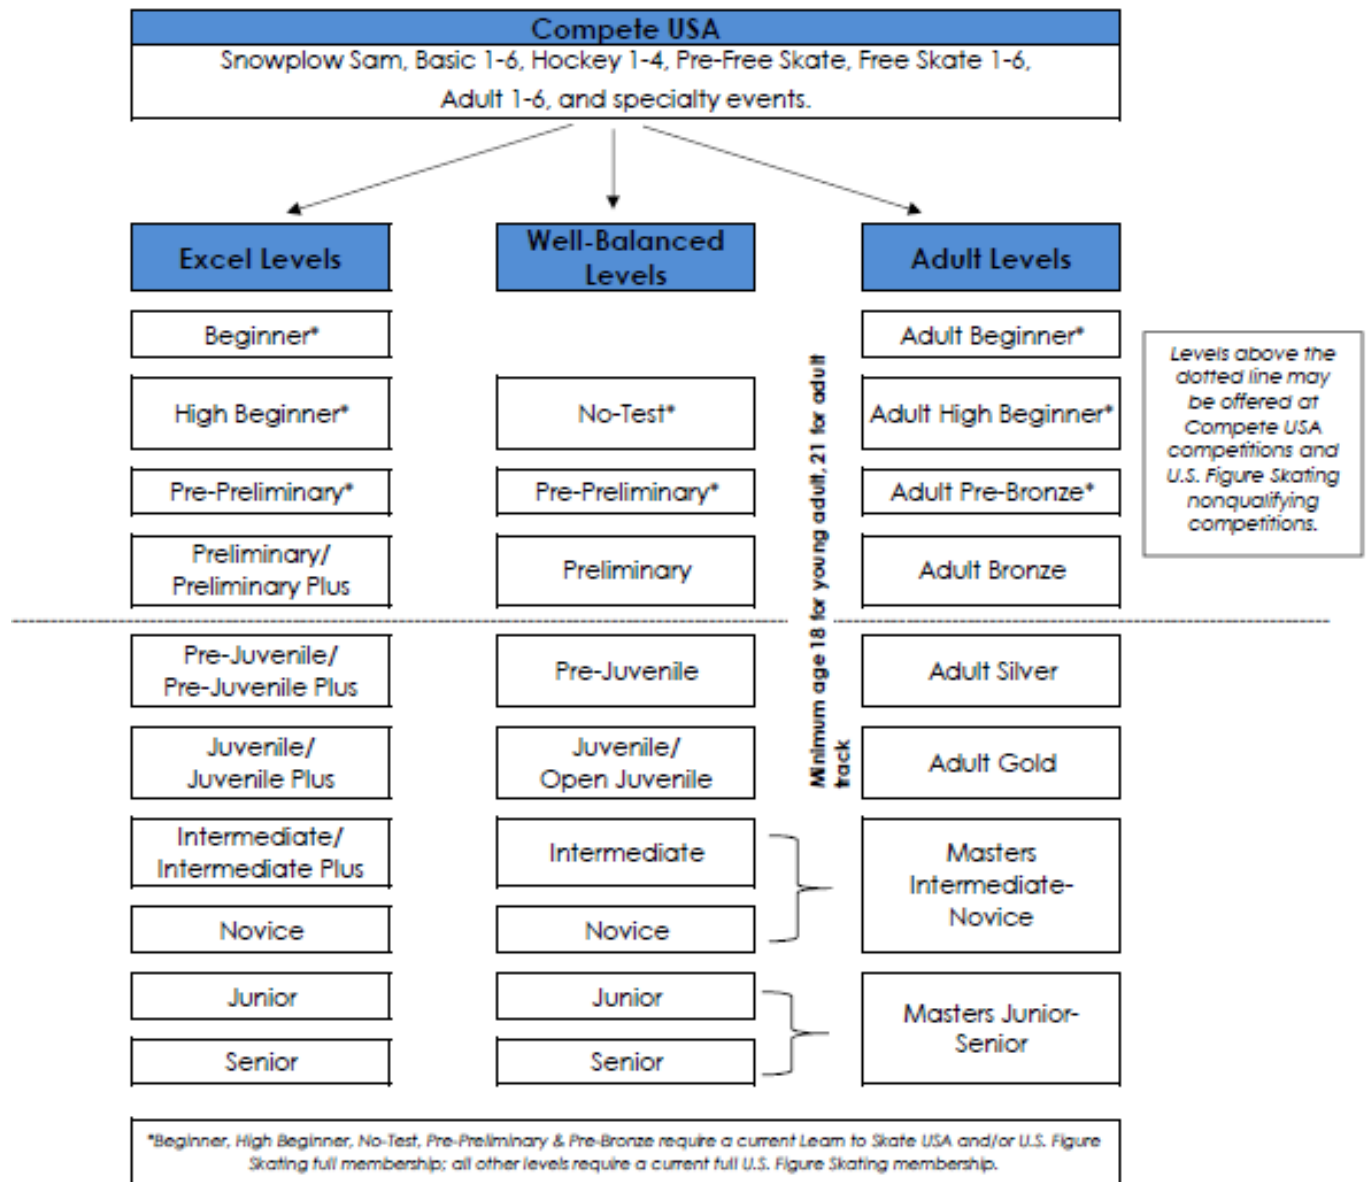 Compete USA
Snowplow Sam, Basic 1-6, Hockey 1-4, Pre-Free Skate, Free Skate 1-6,
Adult 1-6, and specialty events.
Excel Levels
Well-Balanced
Levels
Adult Levels
Beginner*
Adult Beginner*
High Beginner*
No-Test*
Adult High Beginner*
Pre-Preliminary*
Pre-Preliminary*
Adult Pre-Bronze*
Preliminary/
Preliminary Plus
Preliminary
Adult Bronze
Levels above the
dotted line may
be offered at
Compete USA
competitions and
U.S. Figure Skating
nonqualifying
competitions.
Minimum age 18 for young adult, 21 for adult
track
Pre-Juvenile/
Pre-Juvenile Plus
Pre-Juvenile
Adult Silver
Juvenile/
Juvenile Plus
Juvenile/
Open Juvenile
Adult Gold
Intermediate/
Intermediate Plus
Intermediate
Masters
Intermediate-
Novice
Novice
Novice
Junior
Junior
Masters Junior-
Senior
Senior
Senior
*Beginner, High Beginner, No-Test, Pre-Preliminary & Pre-Bronze require a current Learn to Skate USA and/or U.S. Figure
Skating full membership; all other levels require a current full U.S. Figure Skating membership.